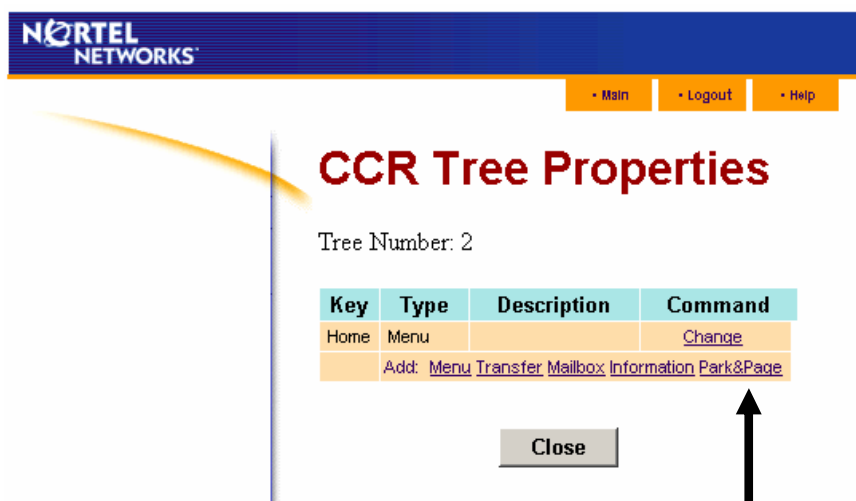 NORTEL
NETWORKS
• Main • Logout • Help
CCR Tree Properties
Tree Number: 2
Key Type Description Command
Home Menu Change
Add: Menu Transfer Mailbox Information Park&Page
Close